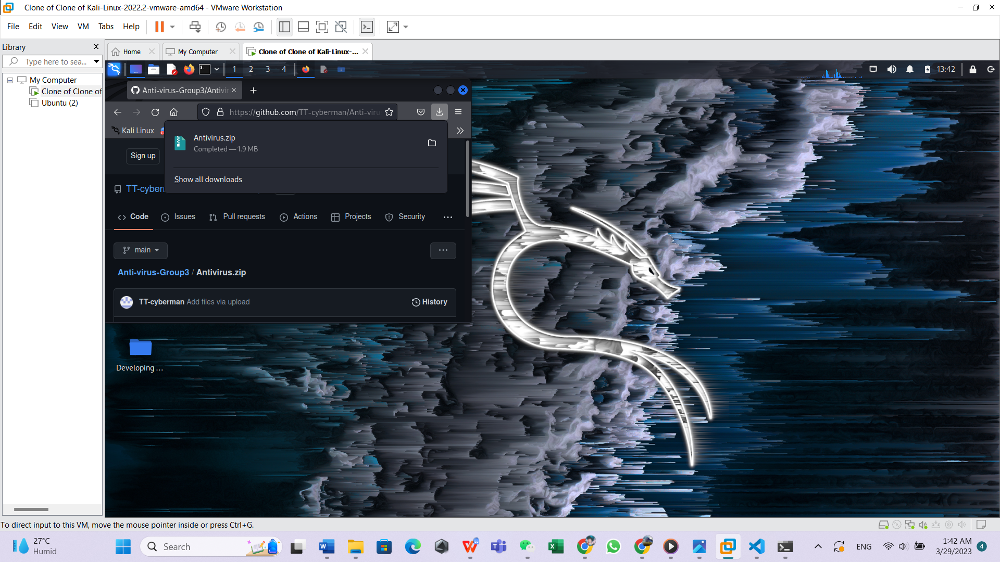 Clone of Clone of Kali-Linux-2022.2-vmware-amd64 - VMware Workstation
File Edit View VM Tabs Help
Library
Type here to sea...
My Computer
Clone of Clone of
Ubuntu (2)
Home
My Computer
Clone of Clone of Kali-Linux-...
1 2 3 4
13:42
Anti-virus-Group3/Antivir
https://github.com/TT-cyberman/Anti-viru
Kali Linux
Antivirus.zip
Completed — 1.9 MB
Show all downloads
Sign up
TT-cyber
Code Issues Pull requests Actions Projects Security
main
Anti-virus-Group3 / Antivirus.zip
TT-cyberman Add files via upload
History
Developing ...
To direct input to this VM, move the mouse pointer inside or press Ctrl+G.
27°C
Humid
Search
ENG
1:42 AM
3/29/2023
4